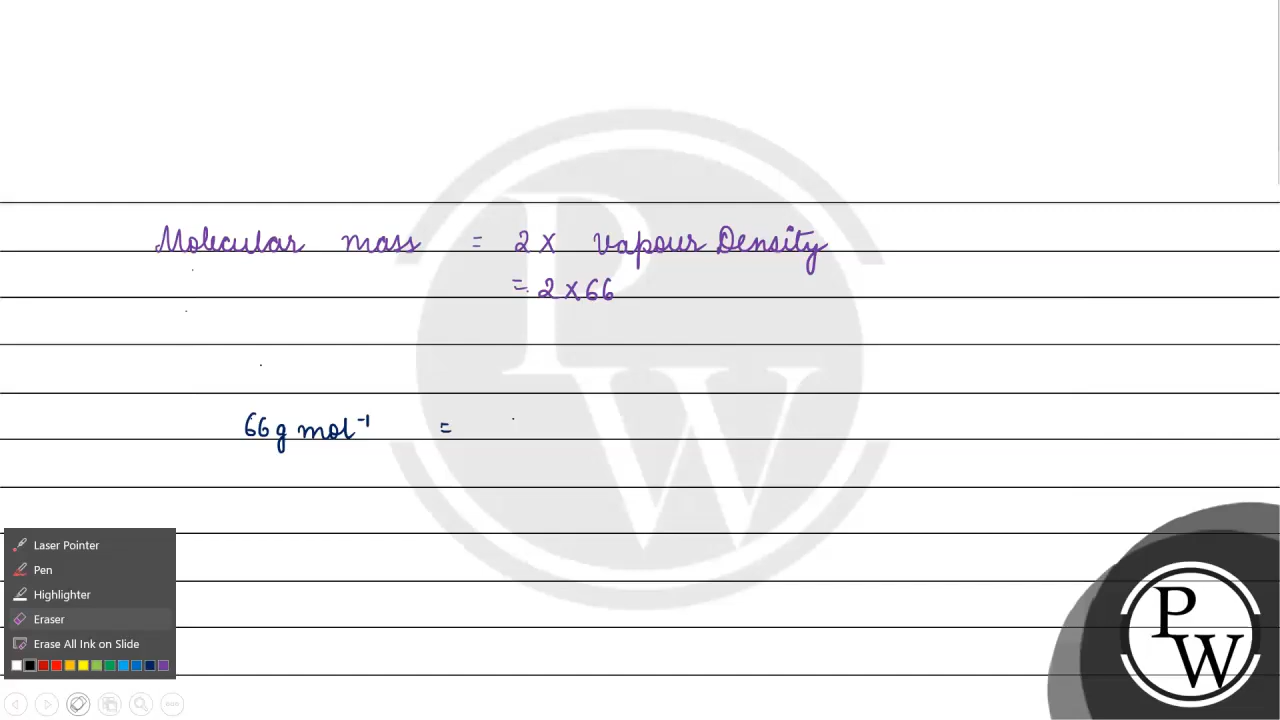 Molecular mass = 2 × Vapour Density
= 2 × 66
66 g mol⁻¹ =
Laser Pointer
Pen
Highlighter
Eraser
Erase All Ink on Slide
PW
PW